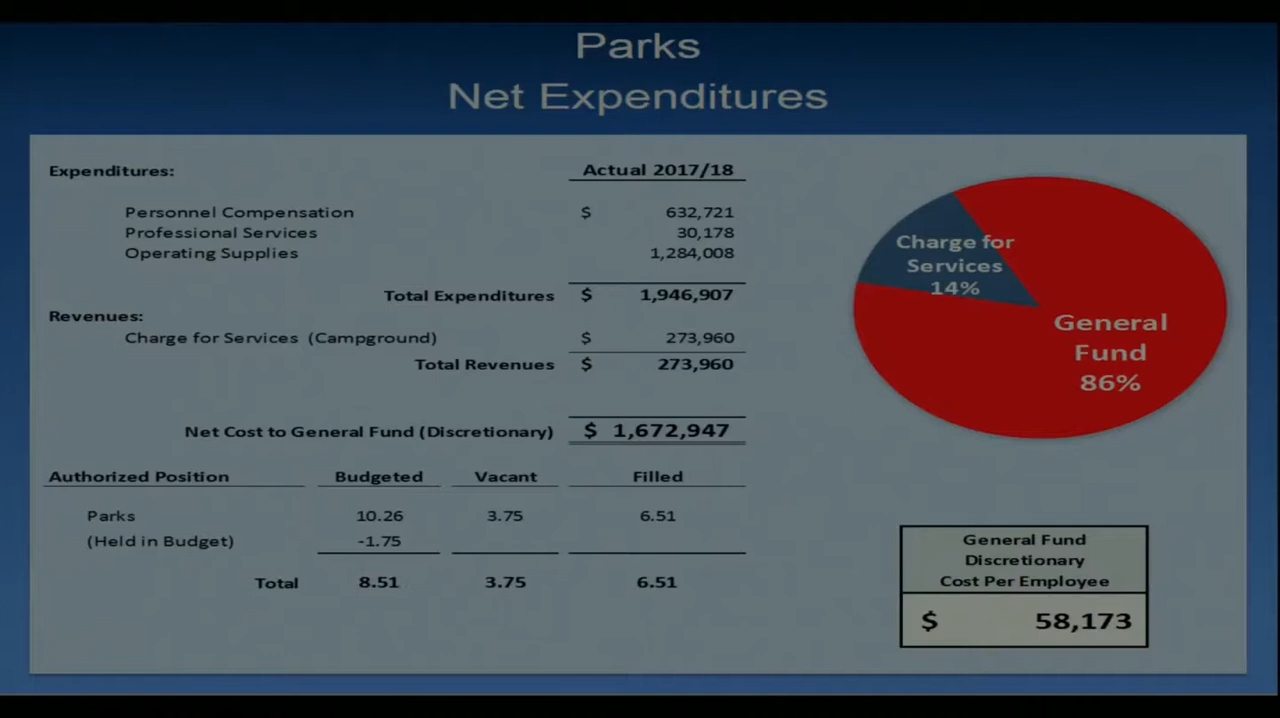 Parks
Net Expenditures
Expenditures: Actual 2017/18
Personnel Compensation $ 632,721
Professional Services 30,178
Operating Supplies 1,284,008
Total Expenditures $ 1,946,907
Revenues:
Charge for Services (Campground) $ 273,960
Total Revenues $ 273,960
Net Cost to General Fund (Discretionary) $ 1,672,947
Authorized Position Budgeted Vacant Filled
Parks 10.26 3.75 6.51
(Held in Budget) -1.75
Total 8.51 3.75 6.51
Charge for
Services
14%
General
Fund
86%
General Fund
Discretionary
Cost Per Employee
$ 58,173